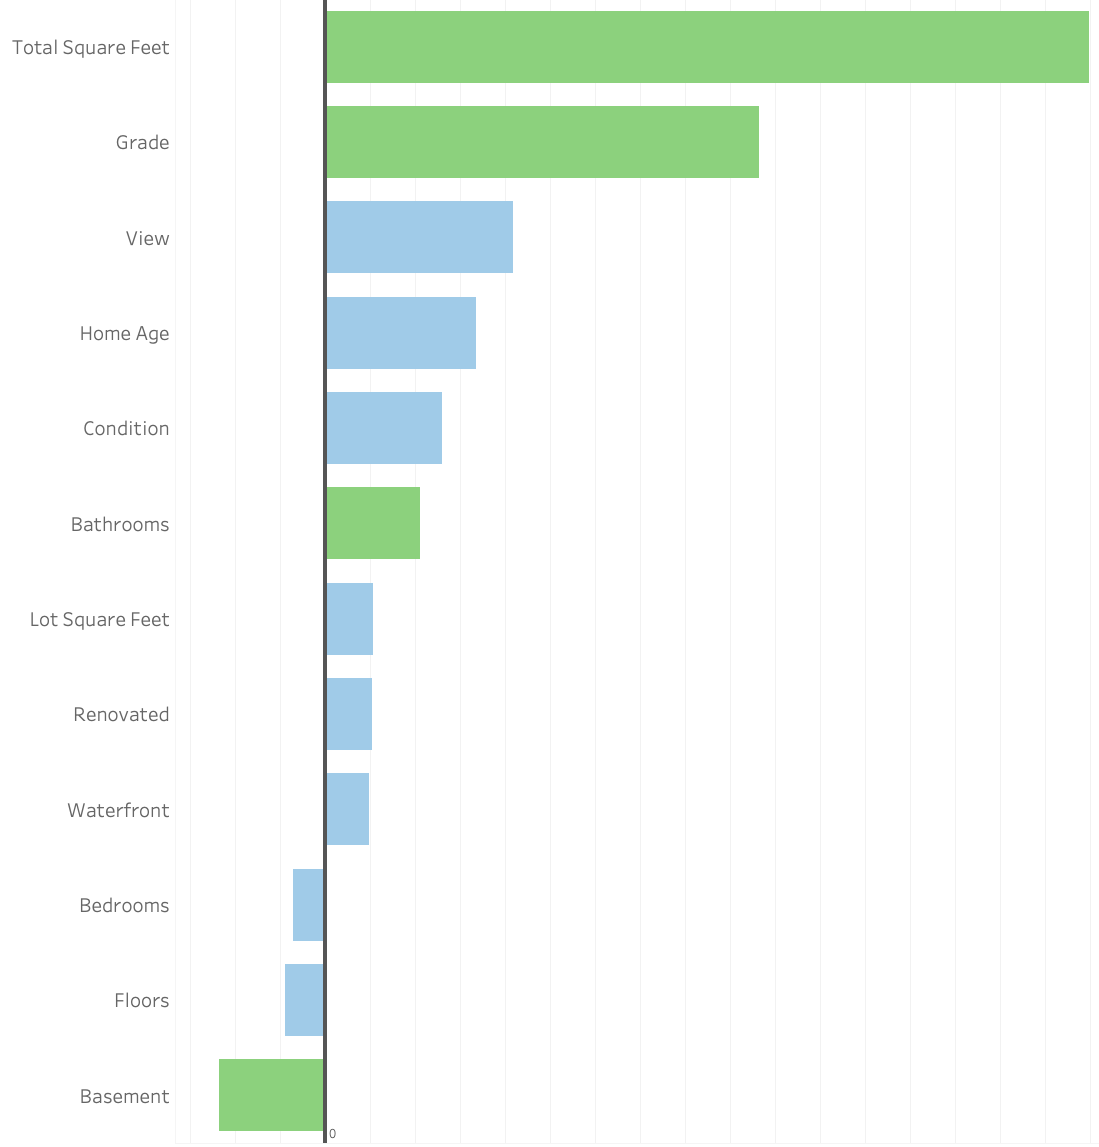 Total Square Feet
Grade
View
Home Age
Condition
Bathrooms
Lot Square Feet
Renovated
Waterfront
Bedrooms
Floors
Basement
0